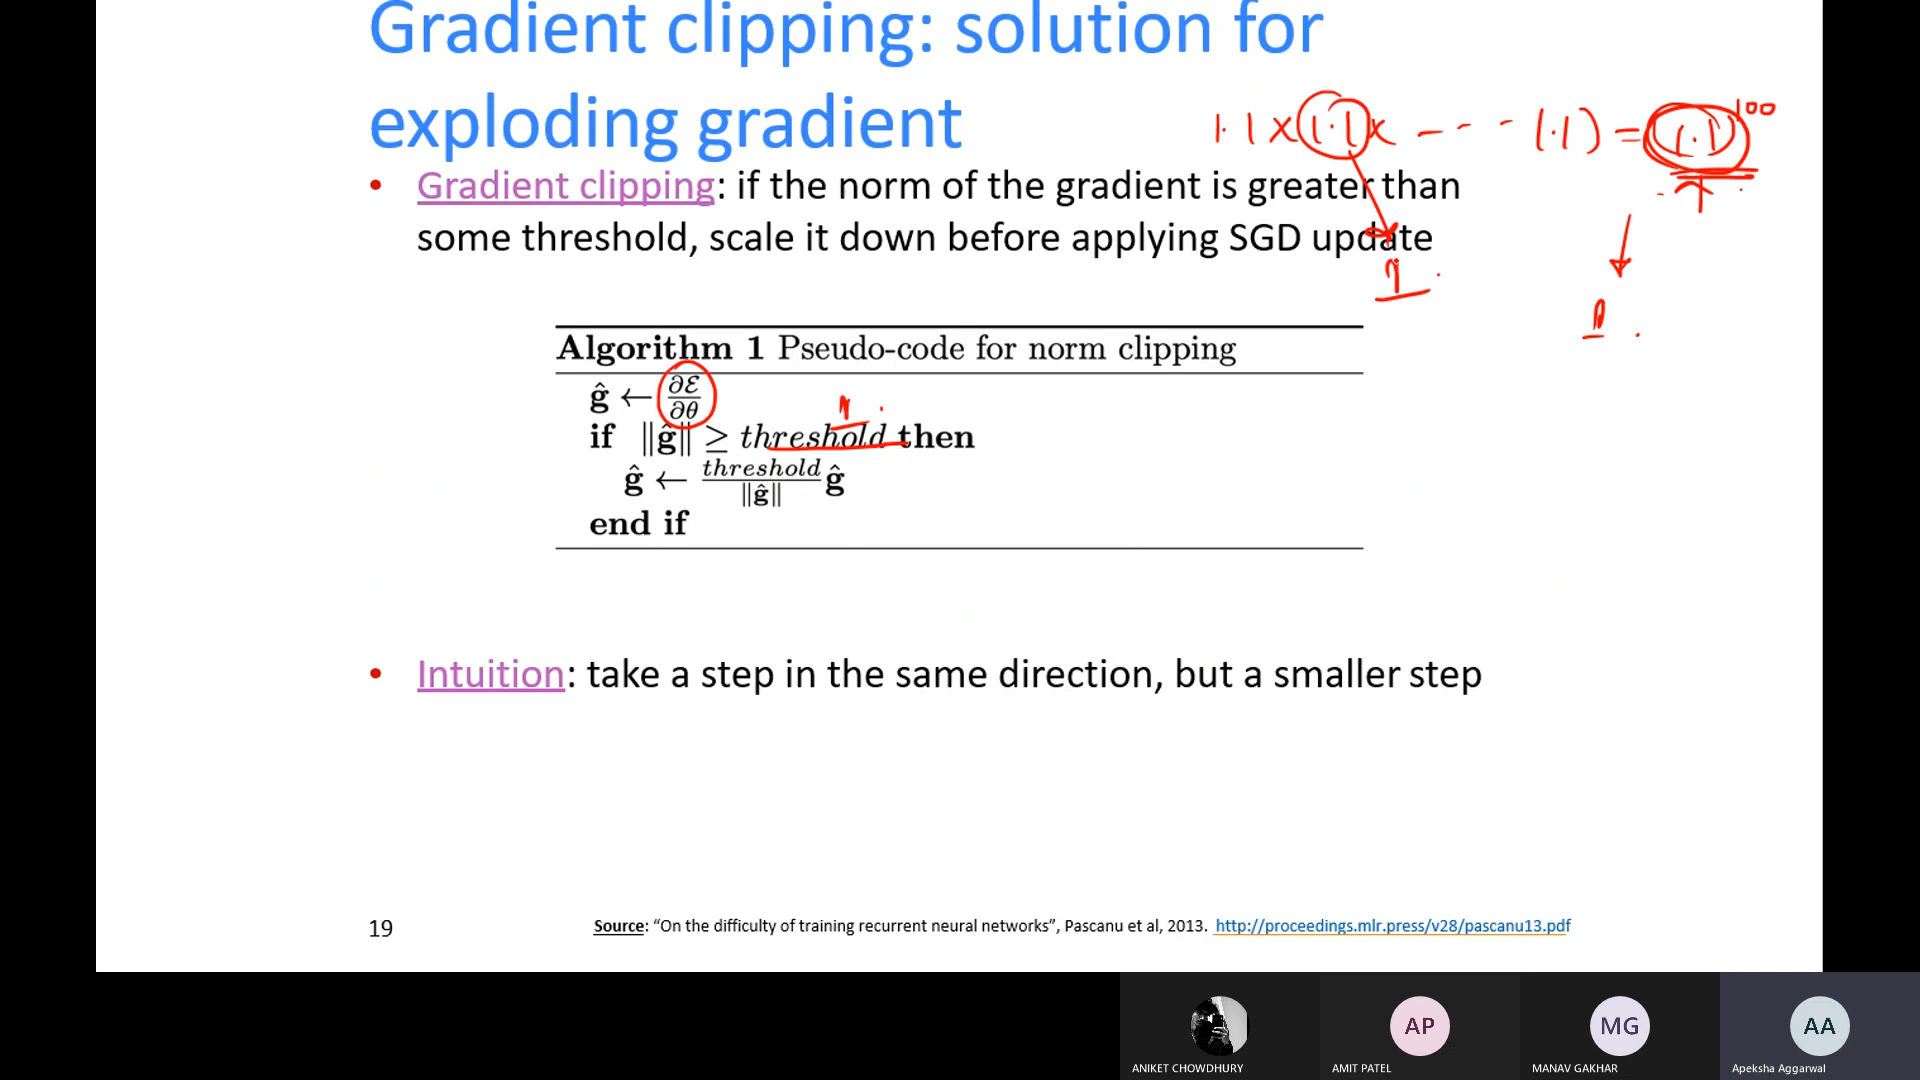 Gradient clipping: solution for
exploding gradient
1.1 x (1.1) x - - - - (1.1) = (1.1)^100
• Gradient clipping: if the norm of the gradient is greater than
some threshold, scale it down before applying SGD update
1
Algorithm 1 Pseudo-code for norm clipping
ĝ ← ∂ℰ/∂θ
if ‖ĝ‖ ≥ threshold then
ĝ ← threshold/‖ĝ‖ ĝ
end if
• Intuition: take a step in the same direction, but a smaller step
19
Source: “On the difficulty of training recurrent neural networks”, Pascanu et al, 2013. http://proceedings.mlr.press/v28/pascanu13.pdf
AP MG AA
ANIKET CHOWDHURY AMIT PATEL MANAV GAKHAR Apeksha Aggarwal